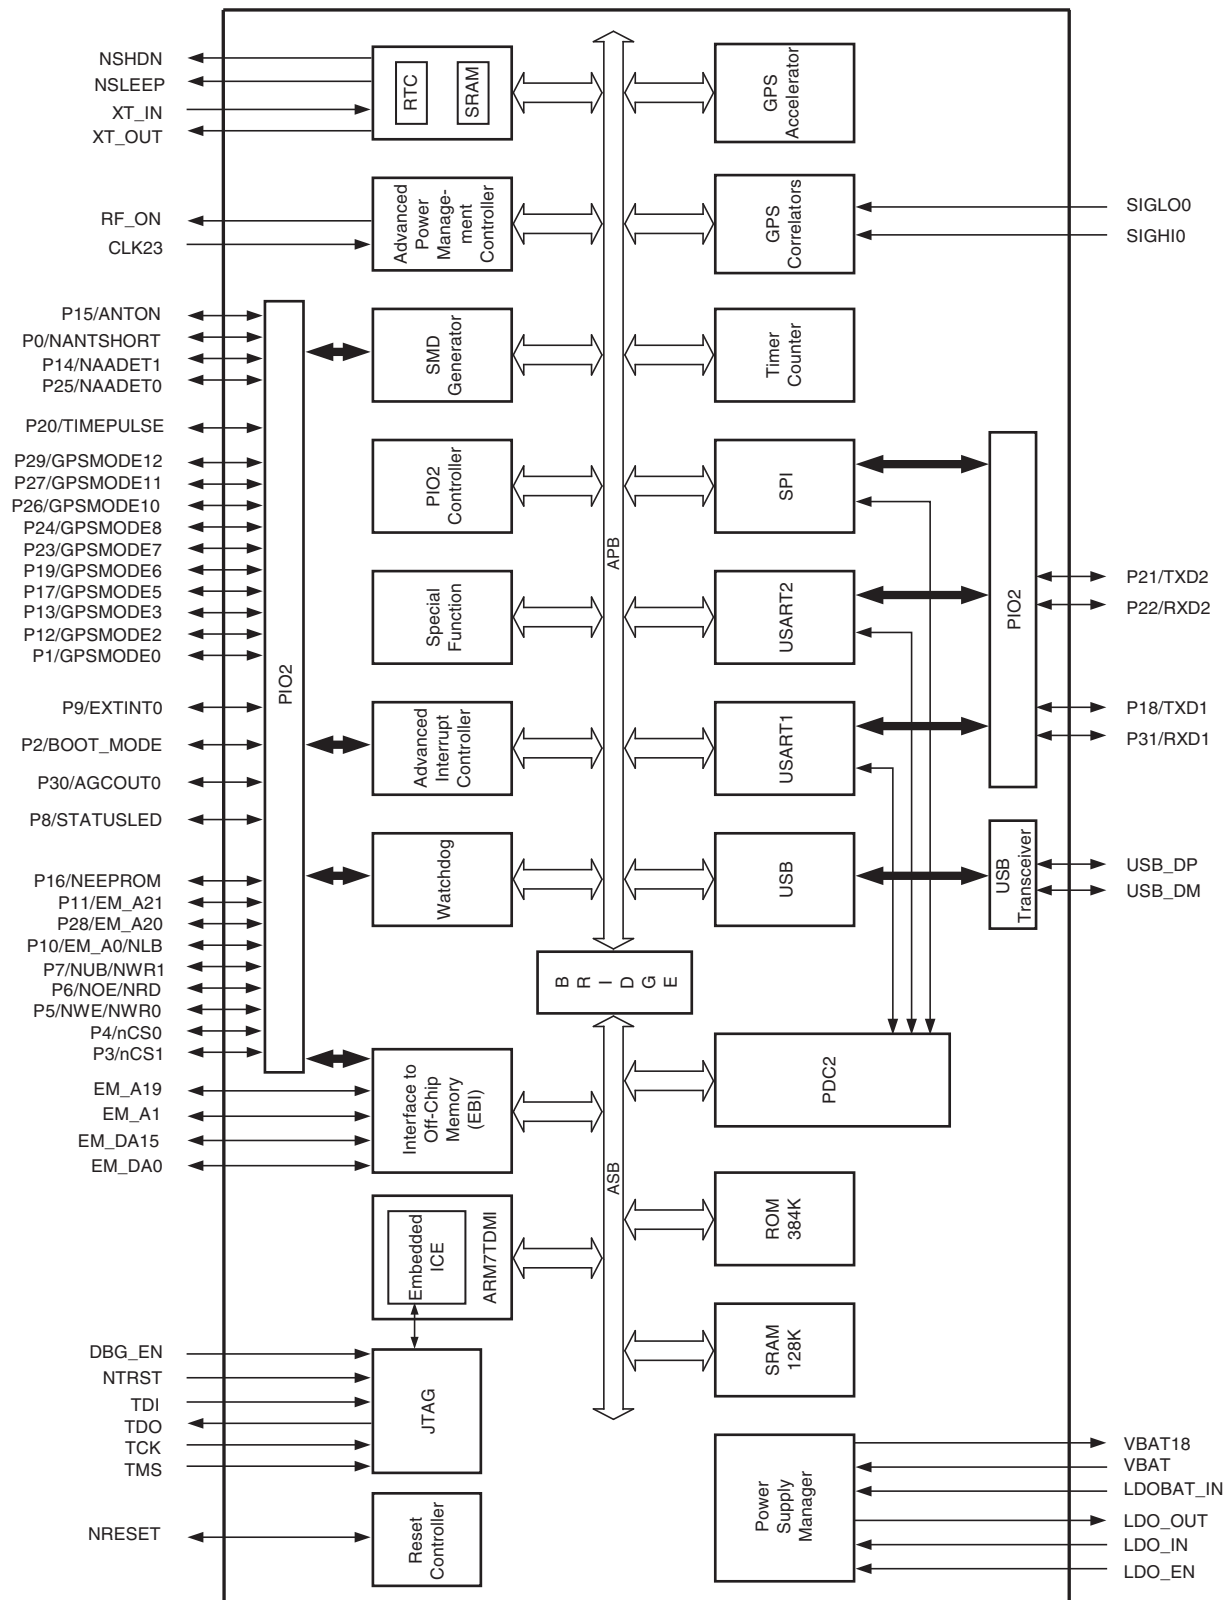 NSHDN
NSLEEP
XT_IN
XT_OUT
RF_ON
CLK23
P15/ANTON
P0/NANTSHORT
P14/NAADET1
P25/NAADET0
P20/TIMEPULSE
P29/GPSMODE12
P27/GPSMODE11
P26/GPSMODE10
P24/GPSMODE8
P23/GPSMODE7
P19/GPSMODE6
P17/GPSMODE5
P13/GPSMODE3
P12/GPSMODE2
P1/GPSMODE0
P9/EXTINT0
P2/BOOT_MODE
P30/AGCOUT0
P8/STATUSLED
P16/NEEPROM
P11/EM_A21
P28/EM_A20
P10/EM_A0/NLB
P7/NUB/NWR1
P6/NOE/NRD
P5/NWE/NWR0
P4/nCS0
P3/nCS1
EM_A19
EM_A1
EM_DA15
EM_DA0
DBG_EN
NTRST
TDI
TDO
TCK
TMS
NRESET
PIO2
RTC
SRAM
Advanced
Power
Manage-
ment
Controller
SMD
Generator
PIO2
Controller
Special
Function
Advanced
Interrupt
Controller
Watchdog
Interface to
Off-Chip
Memory
(EBI)
Embedded
ICE
ARM7TDMI
JTAG
Reset
Controller
APB
BRIDGE
ASB
GPS
Accelerator
GPS
Correlators
Timer
Counter
SPI
USART2
USART1
USB
PDC2
ROM
384K
SRAM
128K
Power
Supply
Manager
PIO2
USB
Transceiver
SIGLO0
SIGHI0
P21/TXD2
P22/RXD2
P18/TXD1
P31/RXD1
USB_DP
USB_DM
VBAT18
VBAT
LDOBAT_IN
LDO_OUT
LDO_IN
LDO_EN